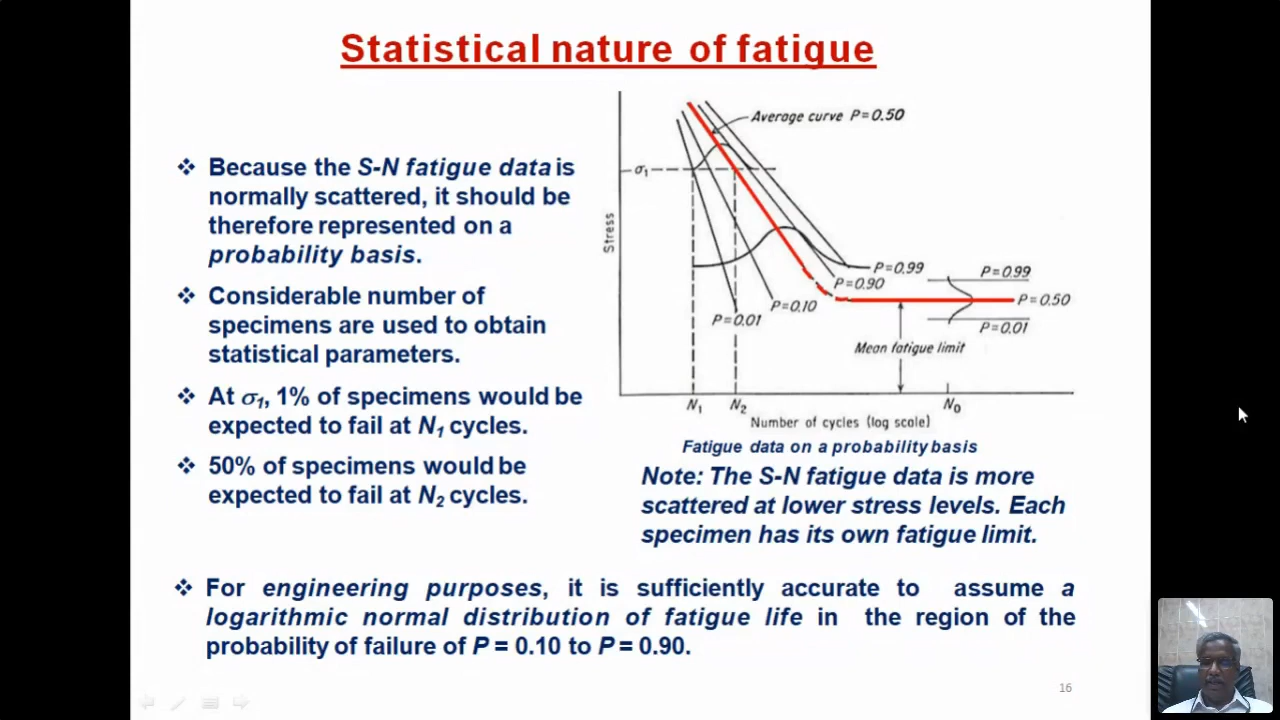 Statistical nature of fatigue
❖ Because the S-N fatigue data is
normally scattered, it should be
therefore represented on a
probability basis.
❖ Considerable number of
specimens are used to obtain
statistical parameters.
❖ At σ1, 1% of specimens would be
expected to fail at N1 cycles.
❖ 50% of specimens would be
expected to fail at N2 cycles.
Average curve P=0.50
σ1
Stress
P=0.99
P=0.90
P=0.10
P=0.01
P=0.99
P=0.50
P=0.01
Mean fatigue limit
N1 N2 N0
Number of cycles (log scale)
Fatigue data on a probability basis
Note: The S-N fatigue data is more
scattered at lower stress levels. Each
specimen has its own fatigue limit.
❖ For engineering purposes, it is sufficiently accurate to assume a
logarithmic normal distribution of fatigue life in the region of the
probability of failure of P = 0.10 to P = 0.90.
16